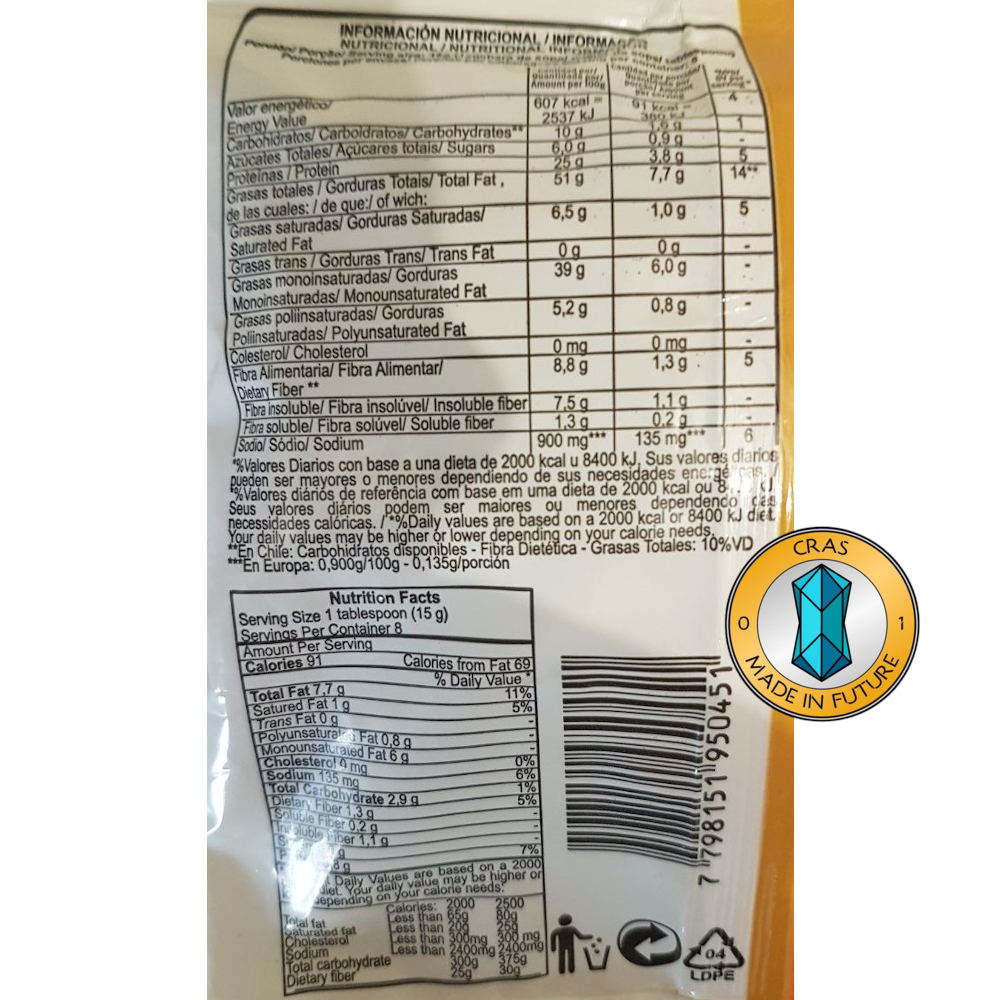 INFORMACIÓN NUTRICIONAL / INFORMAÇÃO
NUTRICIONAL / NUTRITIONAL
Amount per 100g
Valor energético/ 607 kcal = 91 kcal = 4
Energy Value 2537 kJ 380 kJ
Carbohidratos/ Carboidratos/ Carbohydrates** 10 g 1,6 g 1
Azúcates Totales/ Açúcares totais/ Sugars 6,0 g 0,9 g -
Proteínas / Protein 25 g 3,8 g 5
Grasas totales / Gorduras Totais/ Total Fat , 51 g 7,7 g 14**
de las cuales: / de que:/ of wich:
Grasas saturadas/ Gorduras Saturadas/ 6,5 g 1,0 g 5
Saturated Fat
Grasas trans / Gorduras Trans/ Trans Fat 0 g 0 g -
Grasas monoinsaturadas/ Gorduras 39 g 6,0 g -
Monoinsaturadas/ Monounsaturated Fat
Grasas poliinsaturadas/ Gorduras 5,2 g 0,8 g -
Poliinsaturadas/ Polyunsaturated Fat
Colesterol/ Cholesterol 0 mg 0 mg -
Fibra Alimentaria/ Fibra Alimentar/ 8,8 g 1,3 g 5
Dietary Fiber **
Fibra insoluble/ Fibra insolúvel/ Insoluble fiber 7,5 g 1,1 g -
Fibra soluble/ Fibra solúvel/ Soluble fiber 1,3 g 0,2 g -
Sodio/ Sódio/ Sodium 900 mg*** 135 mg*** 6
*%Valores Diarios con base a una dieta de 2000 kcal u 8400 kJ. Sus valores diarios
pueden ser mayores o menores dependiendo de sus necesidades /
*%Valores diários de referência com base em uma dieta de 2000 kcal ou
Seus valores diários podem ser maiores ou menores dependendo
necessidades calóricas. / *%Daily values are based on a 2000 kcal or 8400 kJ diet.
Your daily values may be higher or lower depending on your calorie needs.
**En Chile: Carbohidratos disponibles - Fibra Dietética - Grasas Totales: 10%VD
***En Europa: 0,900g/100g - 0,135g/porción
Nutrition Facts
Serving Size 1 tablespoon (15 g)
Servings Per Container 8
Amount Per Serving
Calories 91 Calories from Fat 69
% Daily Value *
Total Fat 7,7 g 11%
Satured Fat 1 g 5%
Trans Fat 0 g -
Fat 0,8 g -
Monounsaturated Fat 6 g -
Cholesterol 0 mg 0%
Sodium 135 mg 6%
Total Carbohydrate 2,9 g 1%
Dietary Fiber 1,3 g 5%
Soluble Fiber 0,2 g -
Insoluble Fiber 1,1 g -
7%
Daily Values are based on a 2000
diet. Your daily value may be higher or
depending on your calorie needs:
Calories: 2000 2500
Total fat Less than 65g 80g
Saturated fat Less than 20g 25g
Cholesterol Less than 300mg 300 mg
Sodium Less than 2400mg 2400mg
Total carbohydrate 300g 375g
Dietary fiber 25g 30g
7 798151 950451
04
LDPE
CRAS
0 1
MADE IN FUTURE